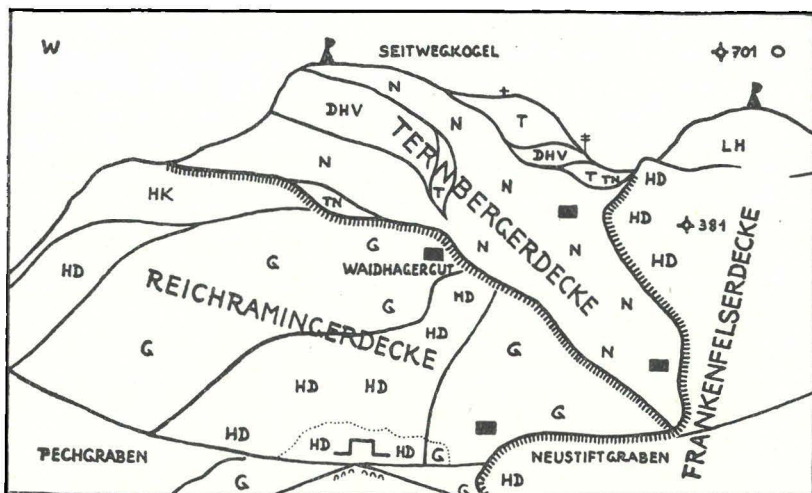 W
SEITWEGKOGEL
701 O
N
DHV
N
T
LH
N
DHV
T TN
HD
HK
TN
T
N
HD
TERNBERGERDECKE
381
HD
G
G
WAIDHAGERGUT
N
N
HD
REICHRAMINGERDECKE
G
HD
N
FRANKENFELSERDECKE
G
HD
G
N
HD HD
G
HD
HD HD
G
PECHGRABEN
NEUSTIFTGRABEN
G
G
HD